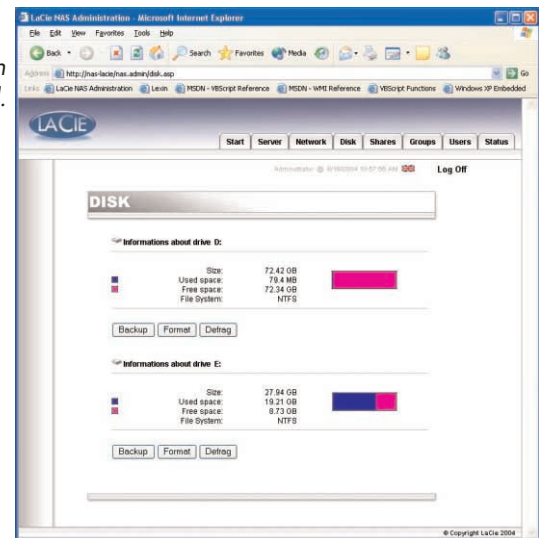 LaCie NAS Administration - Microsoft Internet Explorer
File Edit View Favorites Tools Help
Back Search Favorites Media
Address http://nas-lacie/nas.admin/disk.asp Go
Links LaCie NAS Administration Lexin MSDN - VBScript Reference MSDN - WMI Reference VBScript Functions Windows XP Embedded
n
.
LACIE
Start Server Network Disk Shares Groups Users Status
Administrator @ Log Off
DISK
Informations about drive D:
Size: 72.42 GB
Used space: 79.4 MB
Free space: 72.34 GB
File System: NTFS
Backup Format Defrag
Informations about drive E:
Size: 27.94 GB
Used space: 19.21 GB
Free space: 8.73 GB
File System: NTFS
Backup Format Defrag
© Copyright LaCie 2004